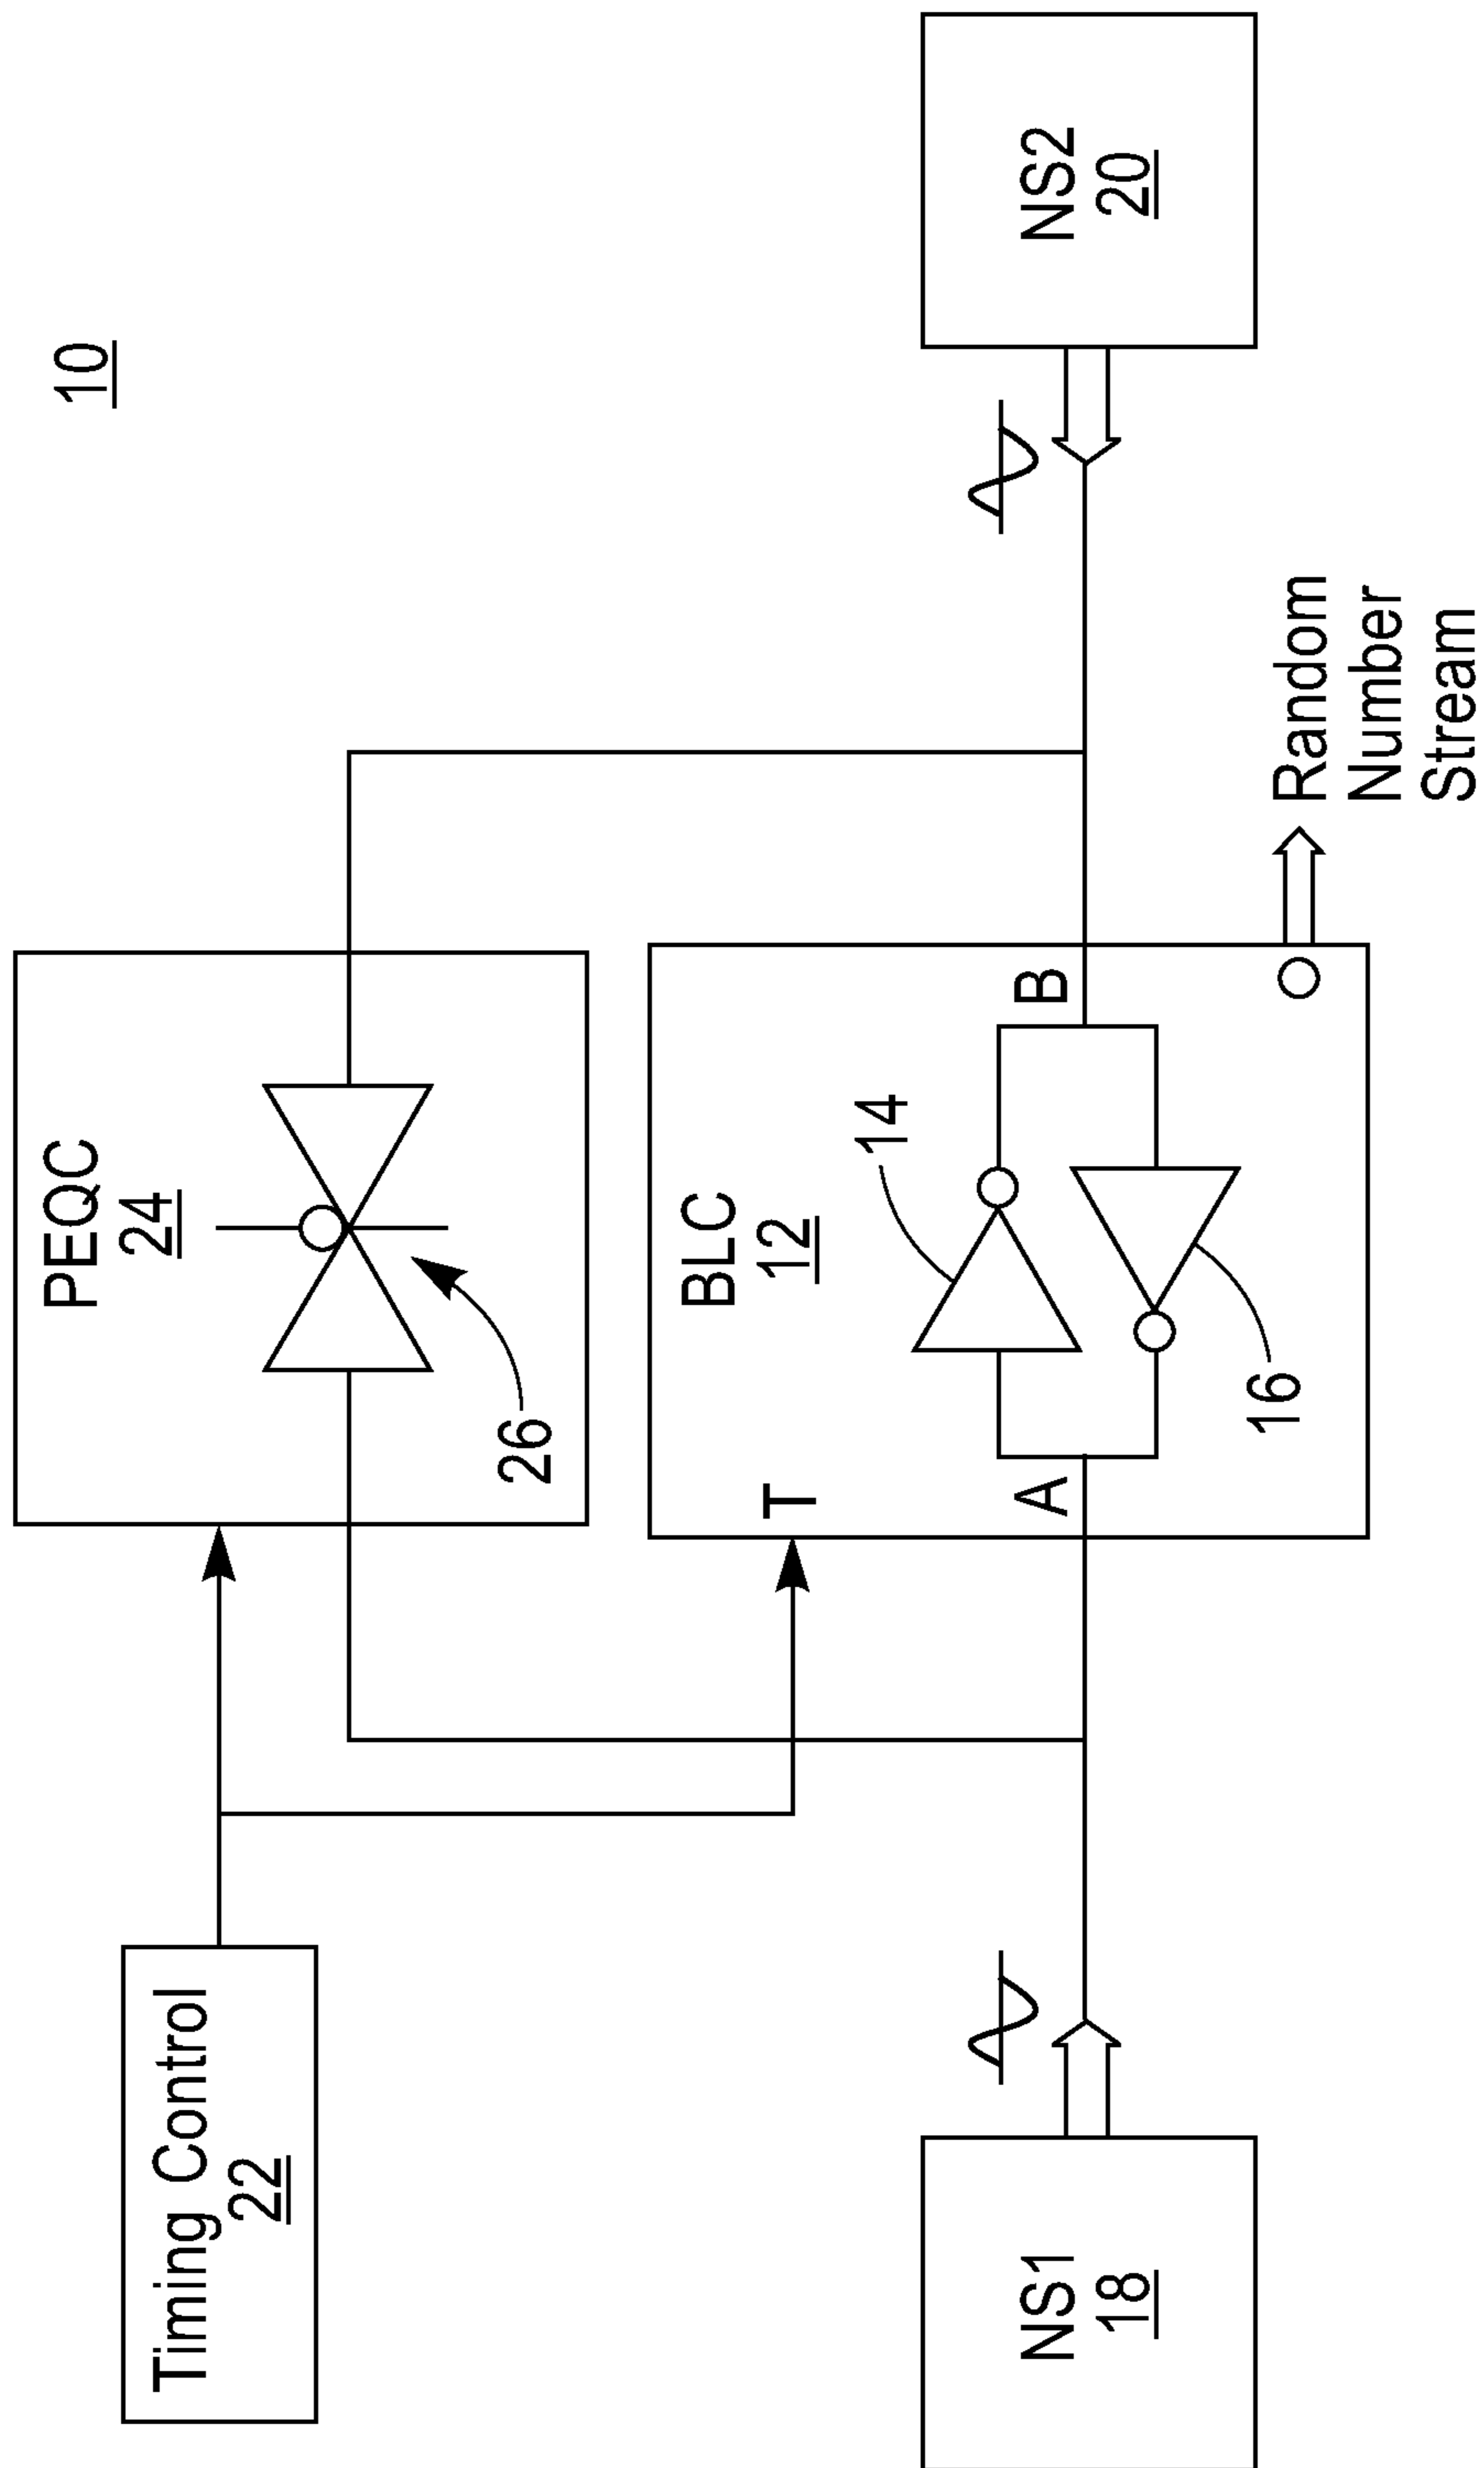 10
PEQC
24
Timing Control
22
26
BLC
12
T
14
A
B
16
NS1
18
NS2
20
Random
Number
Stream